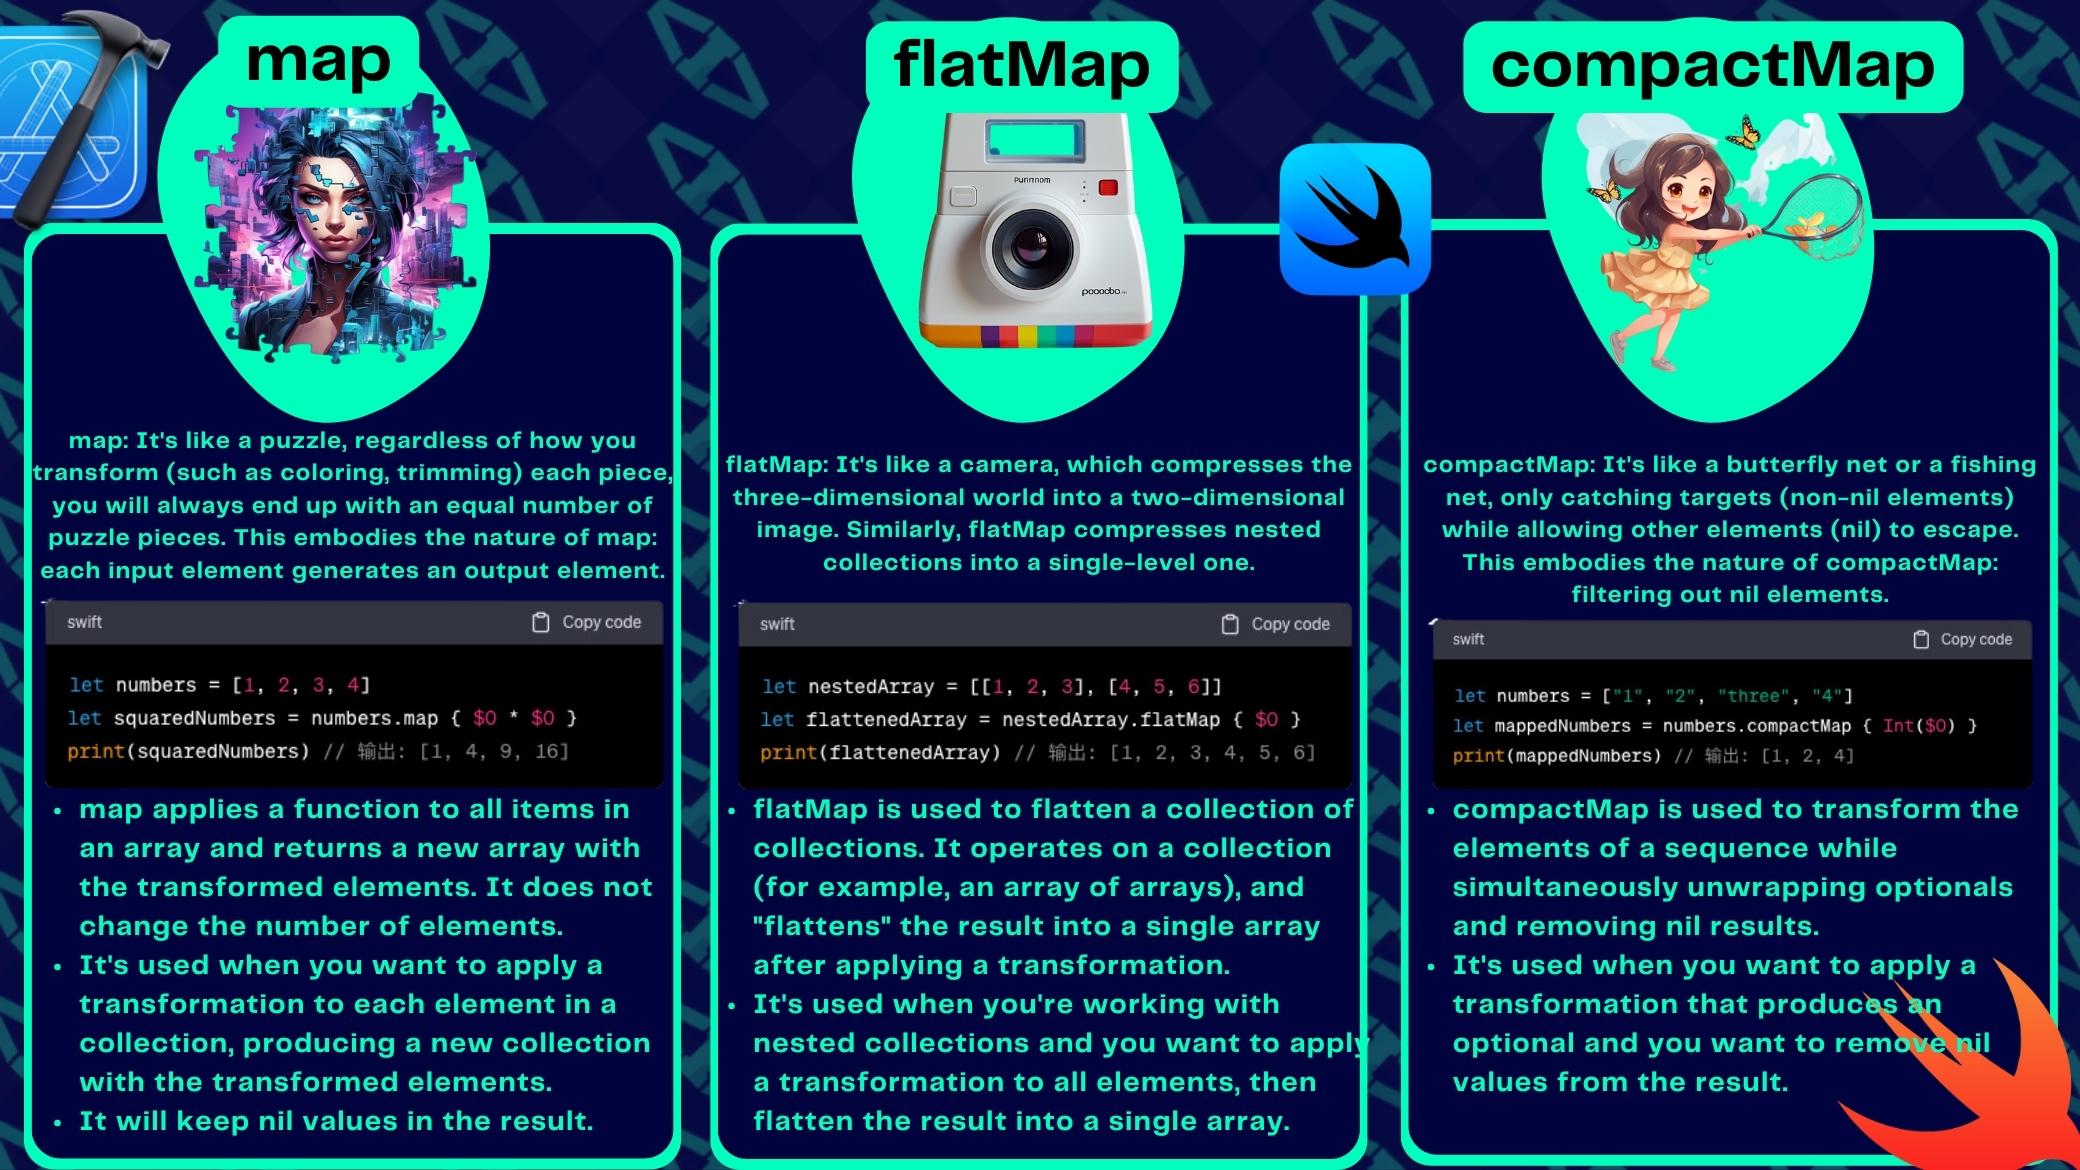 map
map: It's like a puzzle, regardless of how you
transform (such as coloring, trimming) each piece,
you will always end up with an equal number of
puzzle pieces. This embodies the nature of map:
each input element generates an output element.
swift
Copy code
let numbers = [1, 2, 3, 4]
let squaredNumbers = numbers.map { $0 * $0 }
print(squaredNumbers) // 输出: [1, 4, 9, 16]
• map applies a function to all items in
an array and returns a new array with
the transformed elements. It does not
change the number of elements.
• It's used when you want to apply a
transformation to each element in a
collection, producing a new collection
with the transformed elements.
• It will keep nil values in the result.
flatMap
flatMap: It's like a camera, which compresses the
three-dimensional world into a two-dimensional
image. Similarly, flatMap compresses nested
collections into a single-level one.
swift
Copy code
let nestedArray = [[1, 2, 3], [4, 5, 6]]
let flattenedArray = nestedArray.flatMap { $0 }
print(flattenedArray) // 输出: [1, 2, 3, 4, 5, 6]
• flatMap is used to flatten a collection of
collections. It operates on a collection
(for example, an array of arrays), and
"flattens" the result into a single array
after applying a transformation.
• It's used when you're working with
nested collections and you want to apply
a transformation to all elements, then
flatten the result into a single array.
compactMap
compactMap: It's like a butterfly net or a fishing
net, only catching targets (non-nil elements)
while allowing other elements (nil) to escape.
This embodies the nature of compactMap:
filtering out nil elements.
swift
Copy code
let numbers = ["1", "2", "three", "4"]
let mappedNumbers = numbers.compactMap { Int($0) }
print(mappedNumbers) // 输出: [1, 2, 4]
• compactMap is used to transform the
elements of a sequence while
simultaneously unwrapping optionals
and removing nil results.
• It's used when you want to apply a
transformation that produces an
optional and you want to remove nil
values from the result.